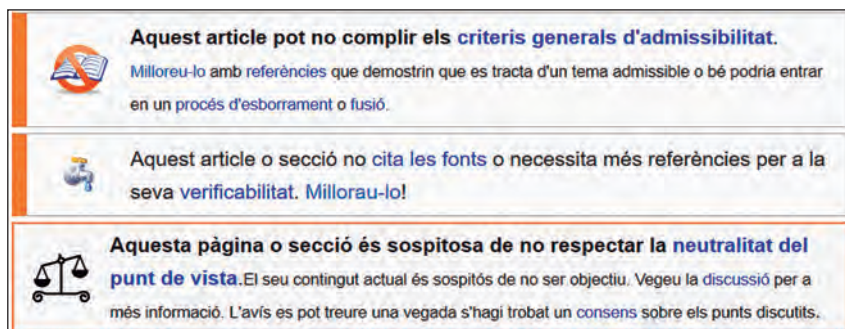 Aquest article pot no complir els criteris generals d'admissibilitat.
Milloreu-lo amb referències que demostrin que es tracta d'un tema admissible o bé podria entrar
en un procés d'esborrament o fusió.
Aquest article o secció no cita les fonts o necessita més referències per a la
seva verificabilitat. Millorau-lo!
Aquesta pàgina o secció és sospitosa de no respectar la neutralitat del
punt de vista.El seu contingut actual és sospitós de no ser objectiu. Vegeu la discussió per a
més informació. L'avís es pot treure una vegada s'hagi trobat un consens sobre els punts discutits.